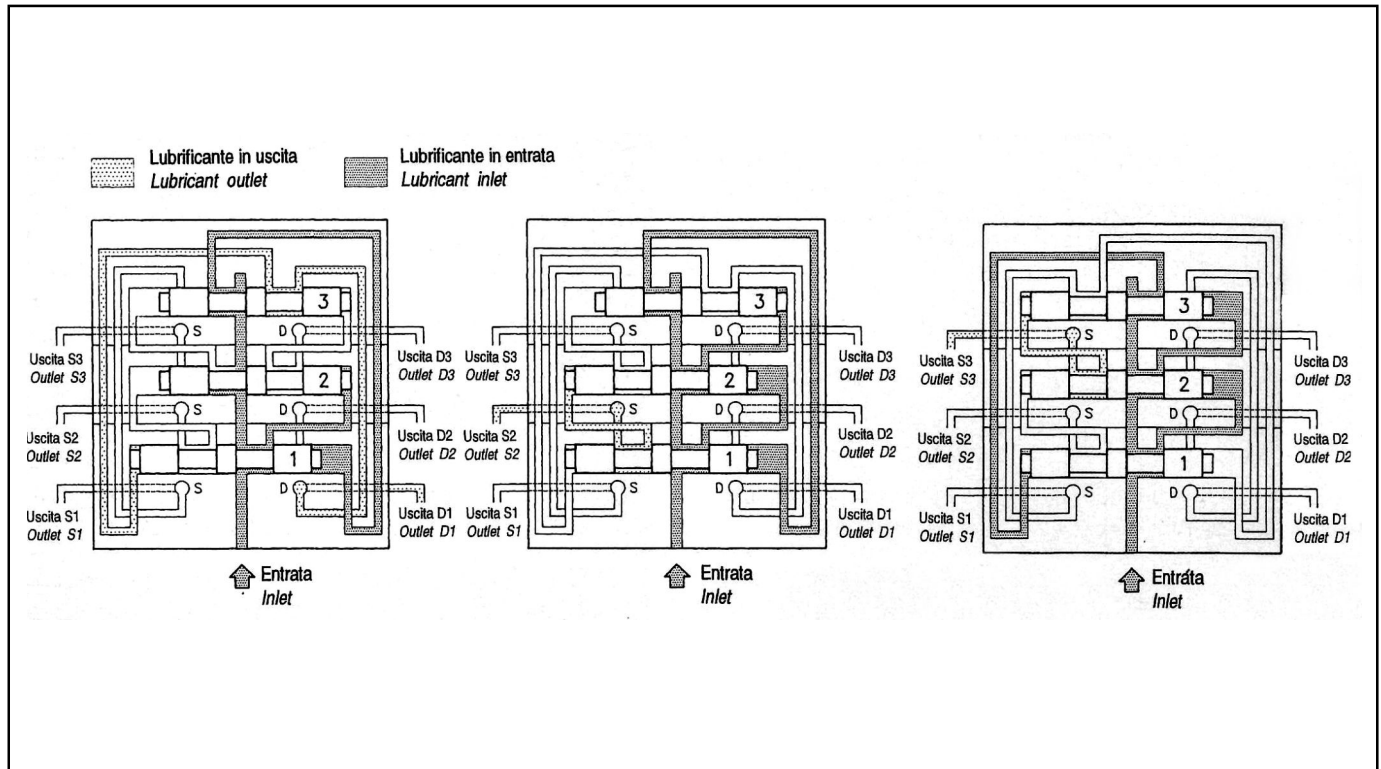 Lubrificante in uscita
Lubricant outlet
Lubrificante in entrata
Lubricant inlet
3
S
D
Uscita S3
Outlet S3
Uscita D3
Outlet D3
2
S
D
Uscita S2
Outlet S2
Uscita D2
Outlet D2
1
S
D
Uscita S1
Outlet S1
Uscita D1
Outlet D1
Entrata
Inlet
3
S
D
Uscita S3
Outlet S3
Uscita D3
Outlet D3
2
S
D
Uscita S2
Outlet S2
Uscita D2
Outlet D2
1
S
D
Uscita S1
Outlet S1
Uscita D1
Outlet D1
Entrata
Inlet
3
S
D
Uscita S3
Outlet S3
Uscita D3
Outlet D3
2
S
D
Uscita S2
Outlet S2
Uscita D2
Outlet D2
1
S
D
Uscita S1
Outlet S1
Uscita D1
Outlet D1
Entrata
Inlet